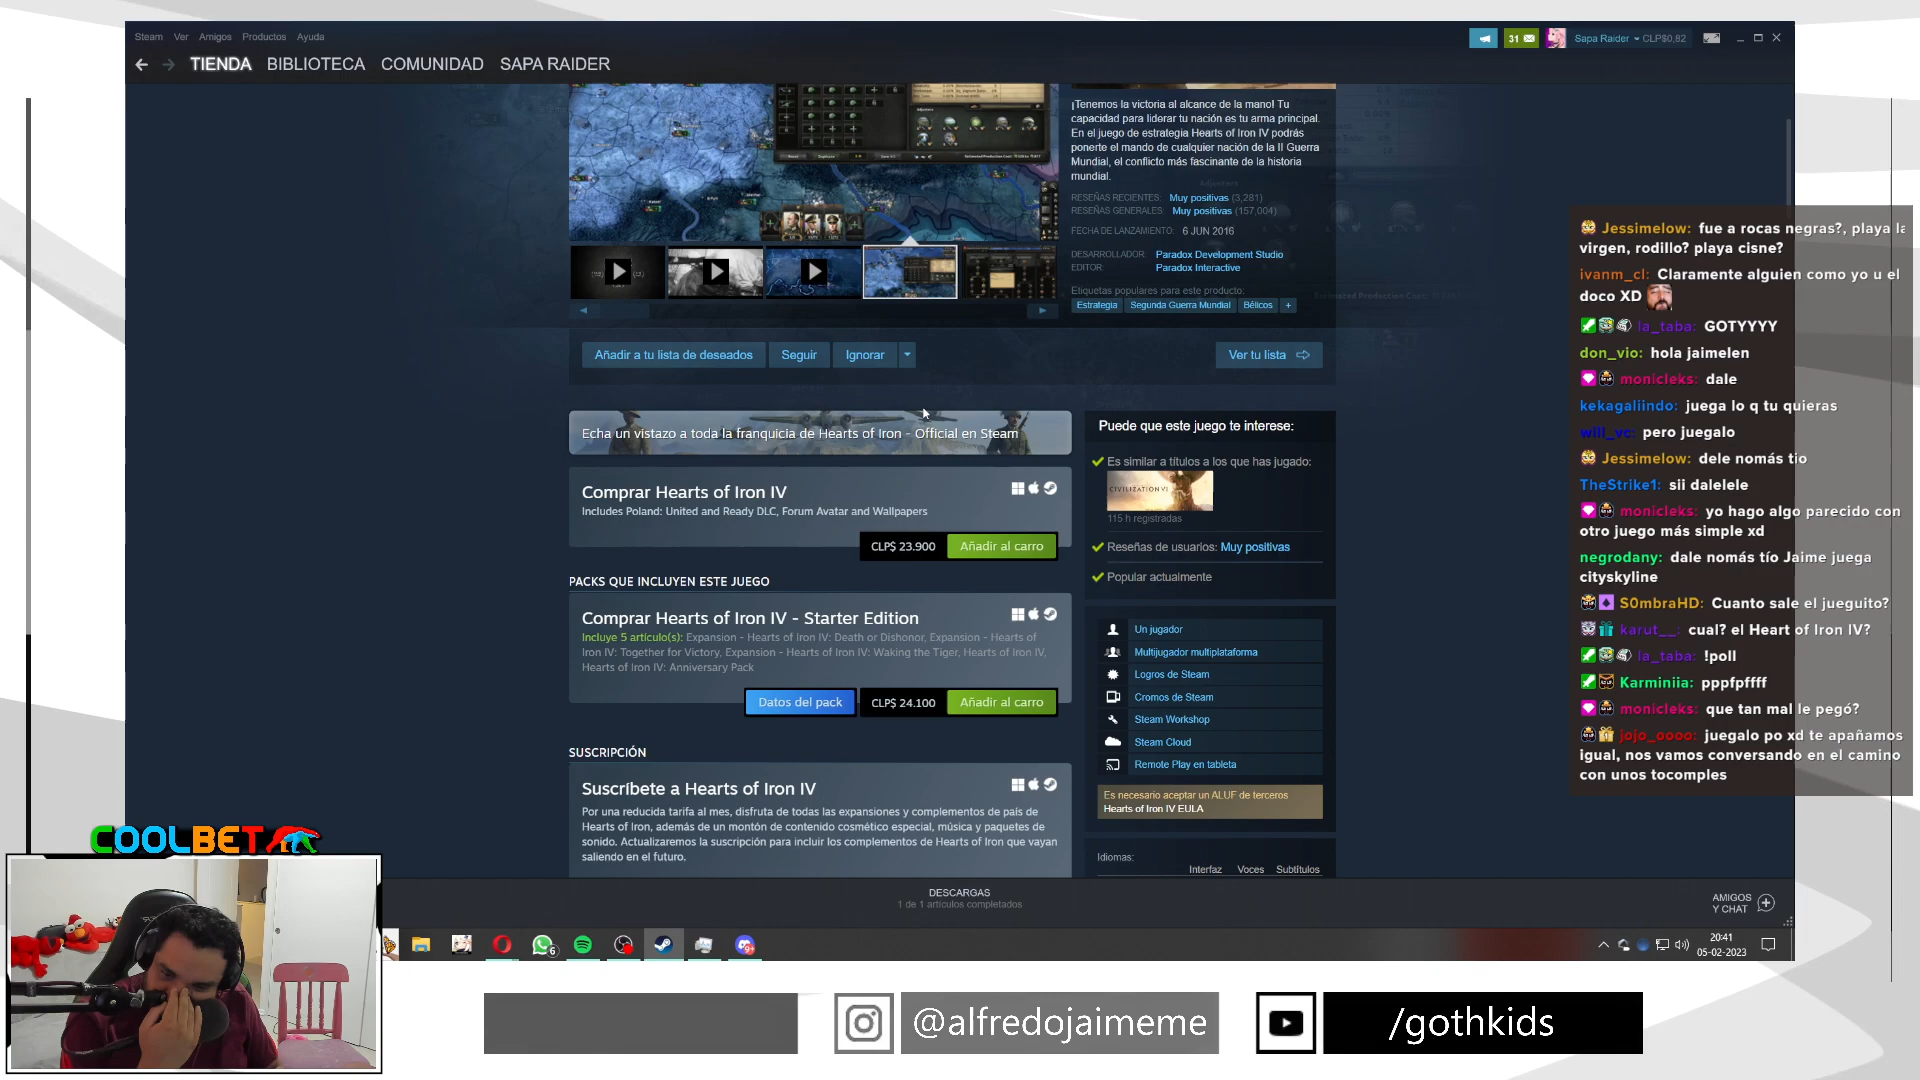 Steam Ver Amigos Productos Ayuda
31
Sapa Raider CLP$0,82
TIENDA BIBLIOTECA COMUNIDAD SAPA RAIDER
¡Tenemos la victoria al alcance de la mano! Tu
capacidad para liderar tu nación es tu arma principal.
En el juego de estrategia Hearts of Iron IV podrás
ponerte el mando de cualquier nación de la II Guerra
Mundial, el conflicto más fascinante de la historia
mundial.
RESEÑAS RECIENTES: Muy positivas (3,281)
RESEÑAS GENERALES: Muy positivas (157,004)
FECHA DE LANZAMIENTO: 6 JUN 2016
DESARROLLADOR: Paradox Development Studio
EDITOR: Paradox Interactive
Etiquetas populares para este producto:
Estrategia Segunda Guerra Mundial Bélicos +
Añadir a tu lista de deseados Seguir Ignorar
Ver tu lista
Echa un vistazo a toda la franquicia de Hearts of Iron - Official en Steam
Comprar Hearts of Iron IV
Includes Poland: United and Ready DLC, Forum Avatar and Wallpapers
CLP$ 23.900 Añadir al carro
PACKS QUE INCLUYEN ESTE JUEGO
Comprar Hearts of Iron IV - Starter Edition
Incluye 5 artículo(s): Expansion - Hearts of Iron IV: Death or Dishonor, Expansion - Hearts of
Iron IV: Together for Victory, Expansion - Hearts of Iron IV: Waking the Tiger, Hearts of Iron IV,
Hearts of Iron IV: Anniversary Pack
Datos del pack CLP$ 24.100 Añadir al carro
SUSCRIPCIÓN
Suscríbete a Hearts of Iron IV
Por una reducida tarifa al mes, disfruta de todas las expansiones y complementos de país de
Hearts of Iron, además de un montón de contenido cosmético especial, música y paquetes de
sonido. Actualizaremos la suscripción para incluir los complementos de Hearts of Iron que vayan
saliendo en el futuro.
Puede que este juego te interese:
Es similar a títulos a los que has jugado:
CIVILIZATION VI
115 h registradas
Reseñas de usuarios: Muy positivas
Popular actualmente
Un jugador
Multijugador multiplataforma
Logros de Steam
Cromos de Steam
Steam Workshop
Steam Cloud
Remote Play en tableta
Es necesario aceptar un ALUF de terceros
Hearts of Iron IV EULA
Idiomas:
Interfaz Voces Subtítulos
Jessimelow: fue a rocas negras?, playa la
virgen, rodillo? playa cisne?
ivanm_cl: Claramente alguien como yo u el
doco XD
la_taba: GOTYYYY
don_vio: hola jaimelen
monicleks: dale
kekagaliindo: juega lo q tu quieras
will_vc: pero juegalo
Jessimelow: dele nomás tio
TheStrike1: sii dalelele
monicleks: yo hago algo parecido con
otro juego más simple xd
negrodany: dale nomás tío Jaime juega
cityskyline
S0mbraHD: Cuanto sale el jueguito?
karut__: cual? el Heart of Iron IV?
la_taba: !poll
Karminiia: pppfpffff
monicleks: que tan mal le pegó?
jojo_oooo: juegalo po xd te apañamos
igual, nos vamos conversando en el camino
con unos tocomples
DESCARGAS
1 de 1 artículos completados
AMIGOS
Y CHAT
COOLBET
6
20:41
05-02-2023
@alfredojaimeme
/gothkids